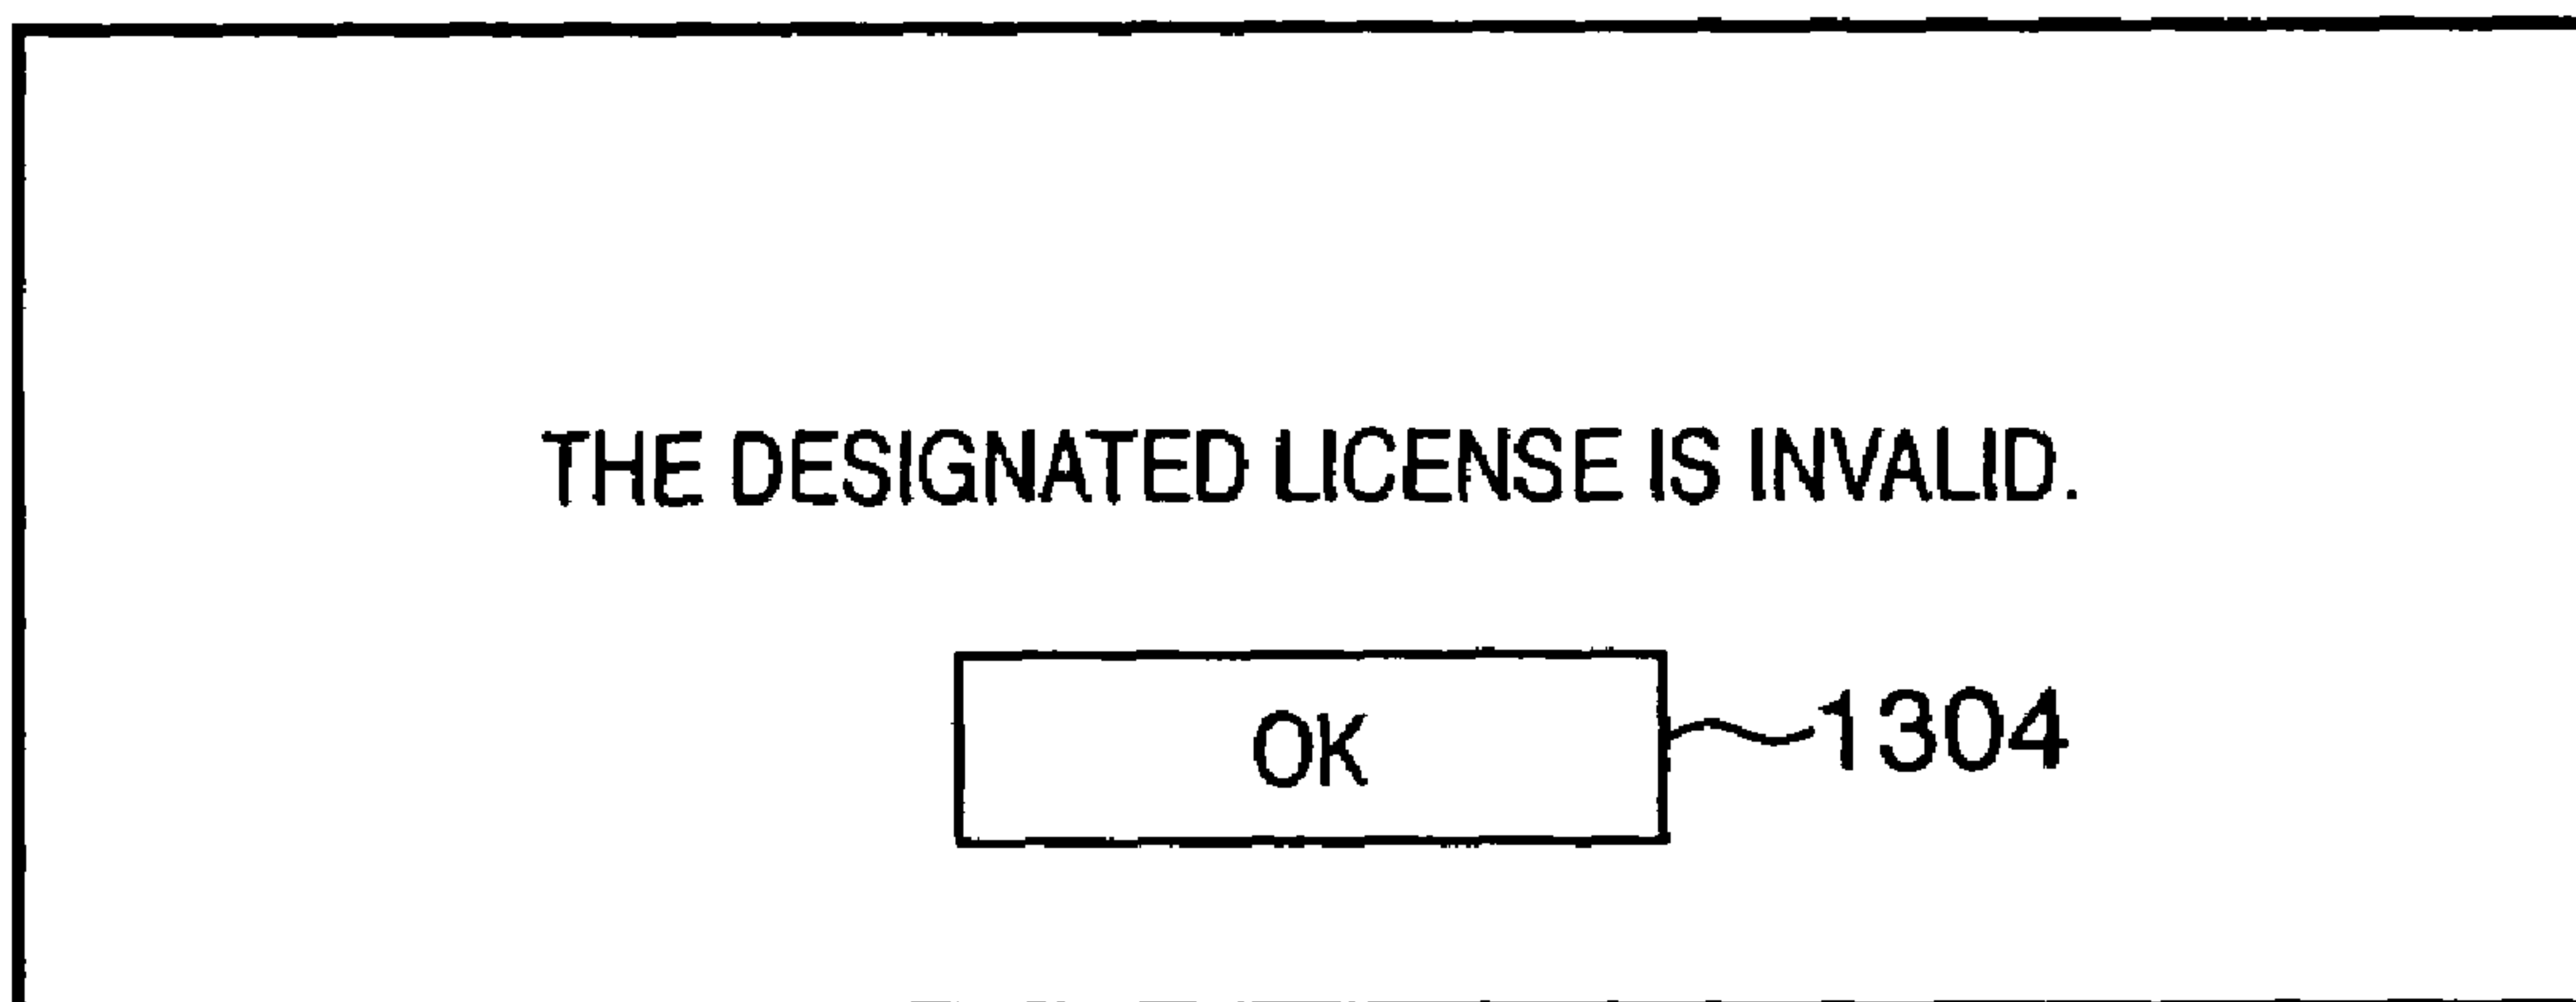 THE DESIGNATED LICENSE IS INVALID.
OK 1304